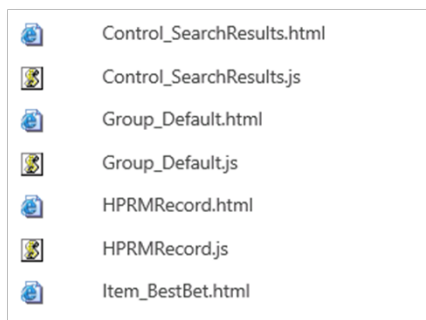 Control_SearchResults.html
Control_SearchResults.js
Group_Default.html
Group_Default.js
HPRMRecord.html
HPRMRecord.js
Item_BestBet.html